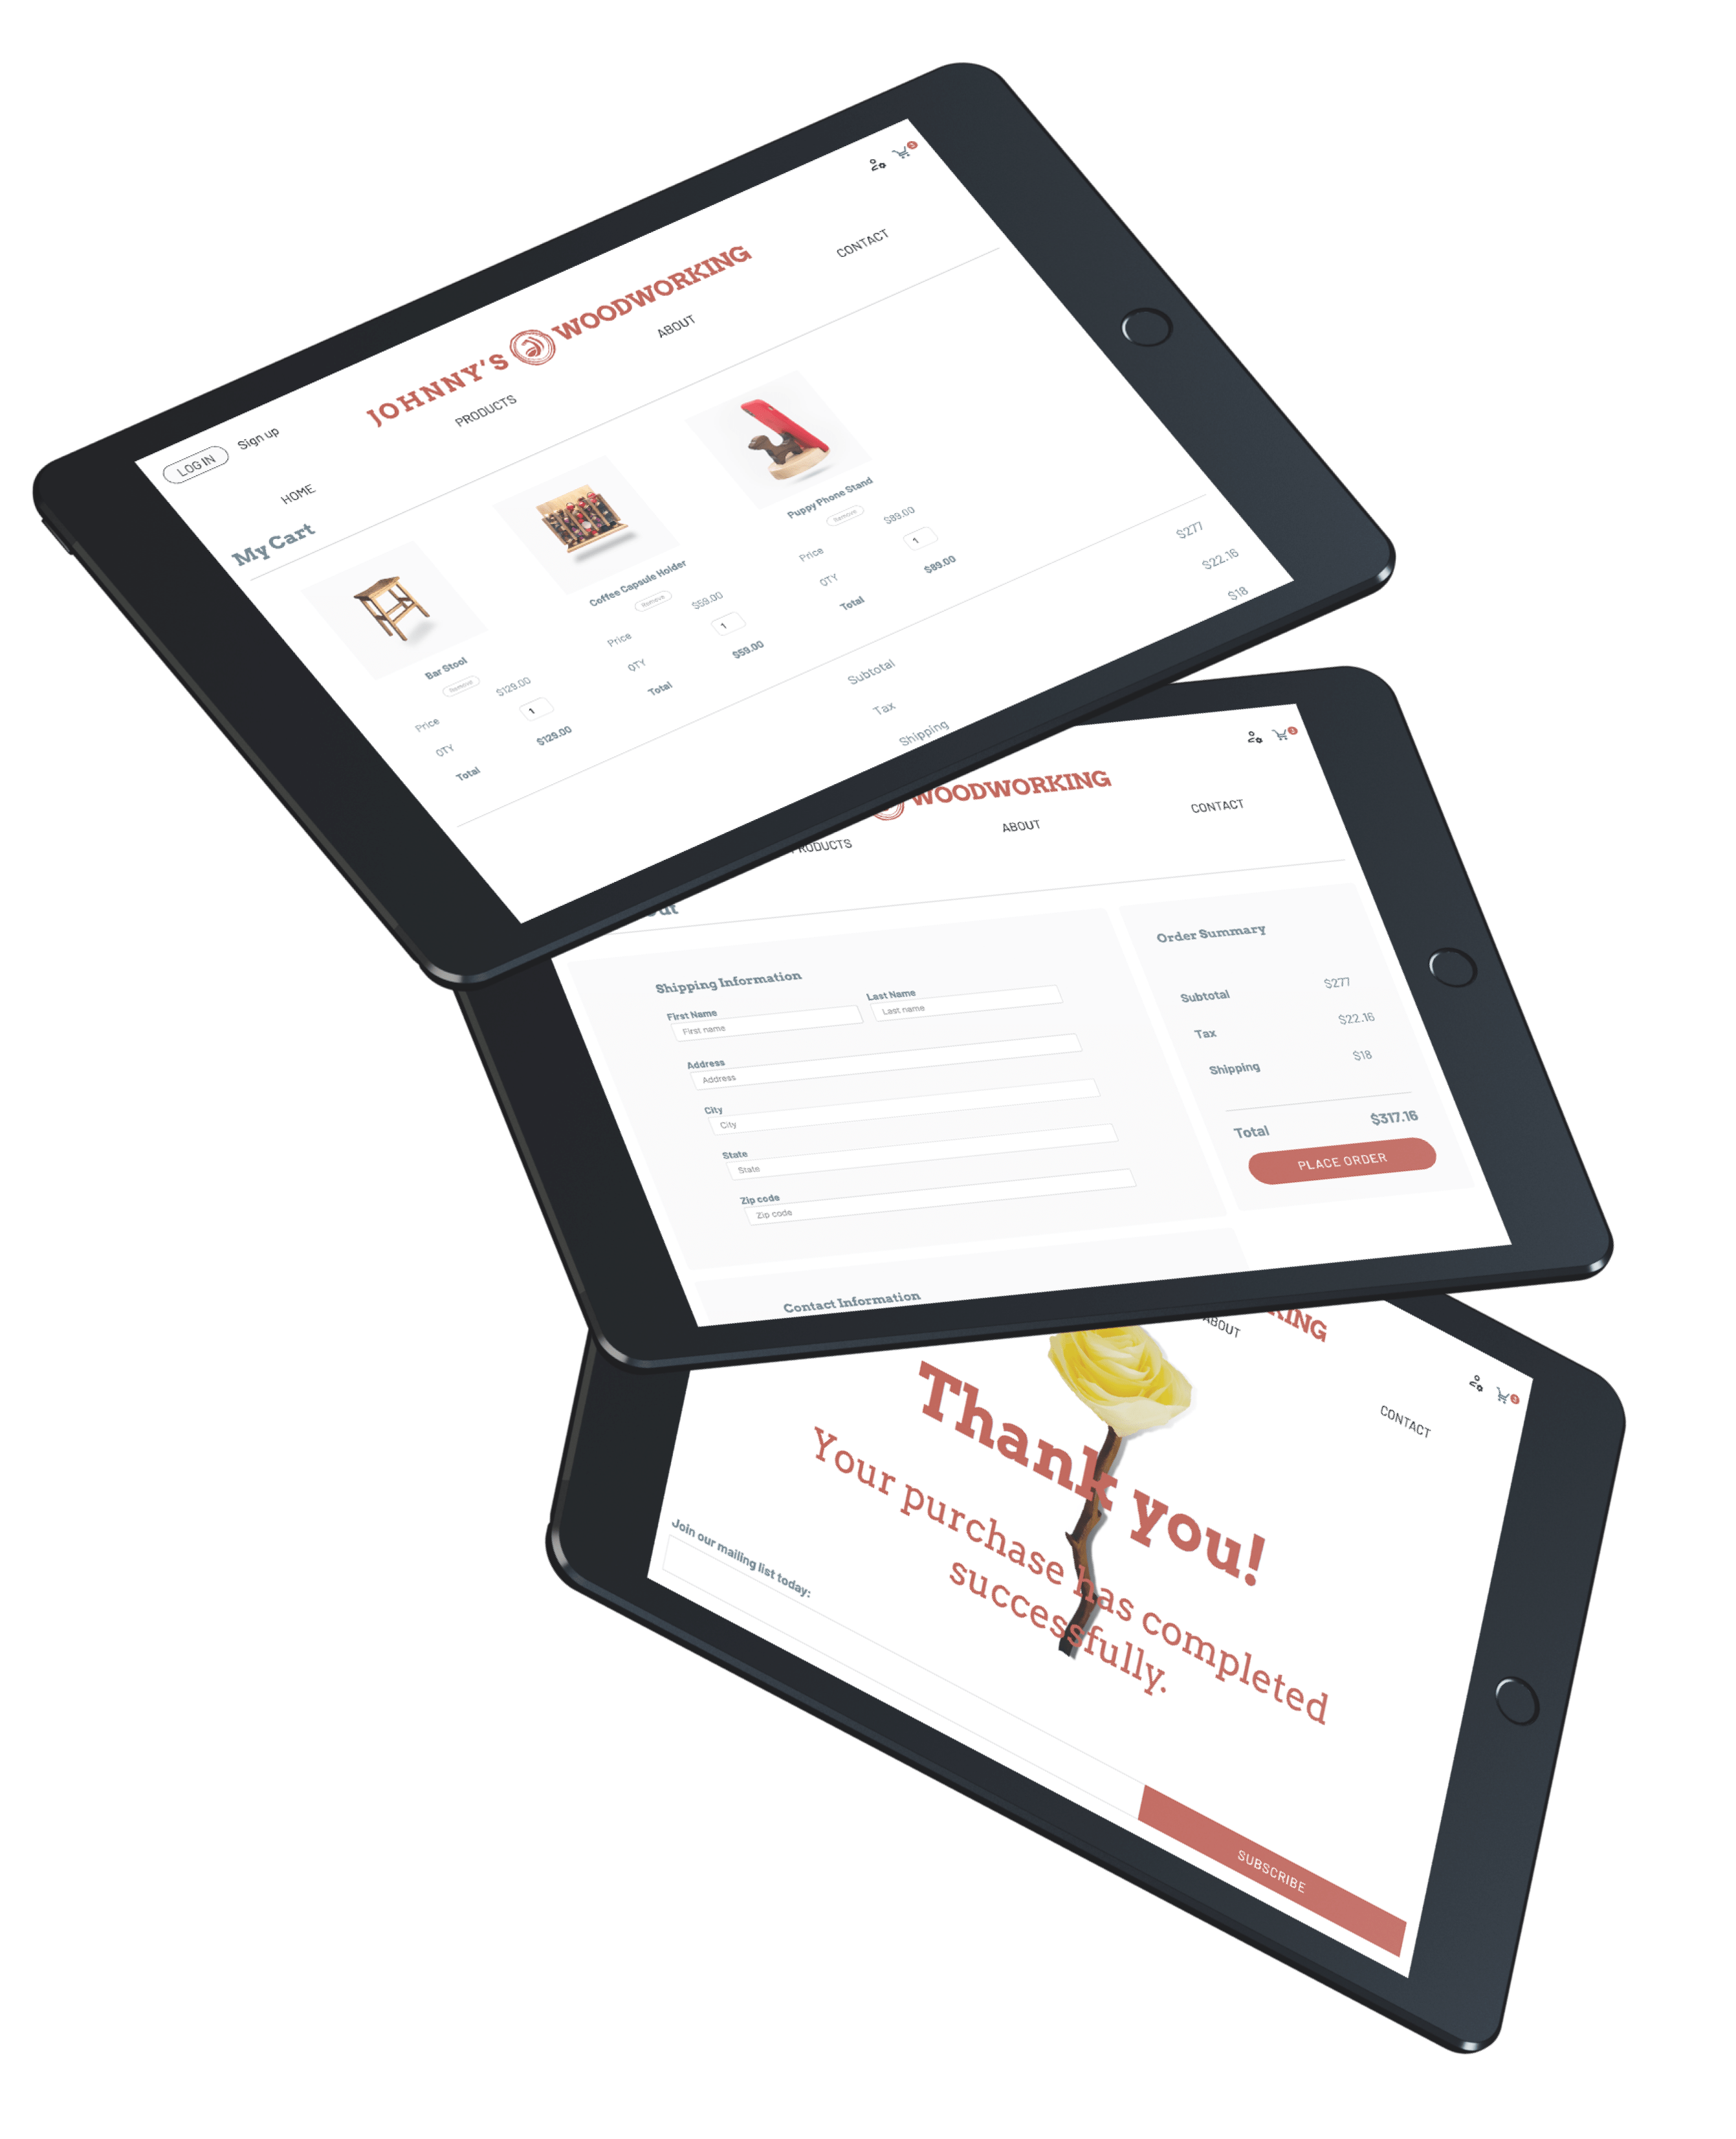 3
LOG IN Sign up
JOHNNY'S WOODWORKING
HOME PRODUCTS ABOUT CONTACT
My Cart
Bar Stool
Remove
Price $129.00
QTY 1
Total $129.00
Coffee Capsule Holder
Remove
Price $59.00
QTY 1
Total $59.00
Puppy Phone Stand
Remove
Price $89.00
QTY 1
Total $89.00
Subtotal $277
Tax $22.16
Shipping $18
3
WOODWORKING
PRODUCTS ABOUT CONTACT
out
Shipping Information
First Name Last Name
First name Last name
Address
Address
City
City
State
State
Zip code
Zip code
Contact Information
Order Summary
Subtotal $277
Tax $22.16
Shipping $18
Total $317.16
PLACE ORDER
KING
3
ABOUT CONTACT
Thank you!
Your purchase has completed
successfully.
Join our mailing list today:
SUBSCRIBE